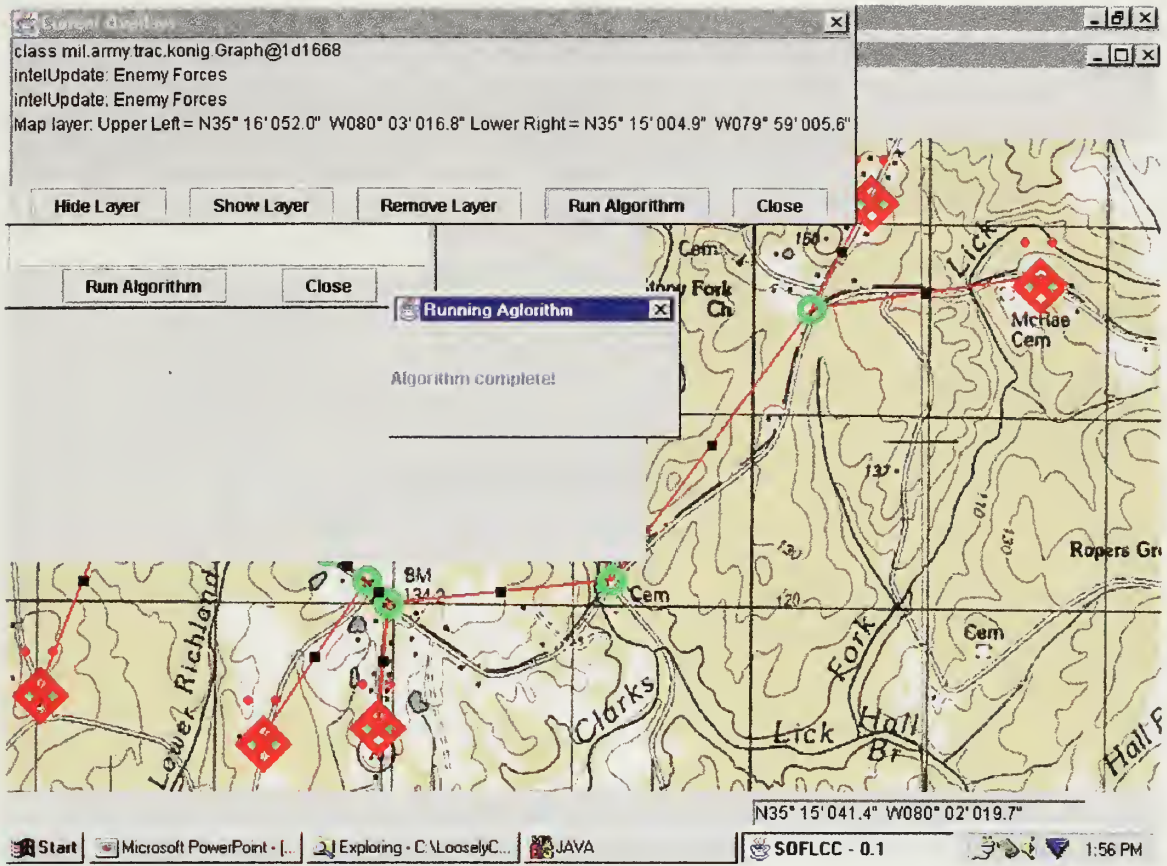 Current Overlays
class mil.army.trac.konig.Graph@1d1668
intelUpdate: Enemy Forces
intelUpdate: Enemy Forces
Map layer: Upper Left = N35° 16'052.0" W080° 03'016.8" Lower Right = N35° 15'004.9" W079° 59'005.6"
Hide Layer Show Layer Remove Layer Run Algorithm Close
Run Algorithm Close
Running Aglorithm
Algorithm complete!
Cem
150
Lick
Fork
Ch
McRae
Cem
137
110
130
130
Ropers Gr
BM
134.2
Cem
120
Lower Richland
Fork
Cem
Clarks
Lick
Hall
Br
Hall
N35° 15'041.4" W080° 02'019.7"
Start Microsoft PowerPoint - [... Exploring - C:\LooselyC... JAVA SOFLCC - 0.1 1:56 PM